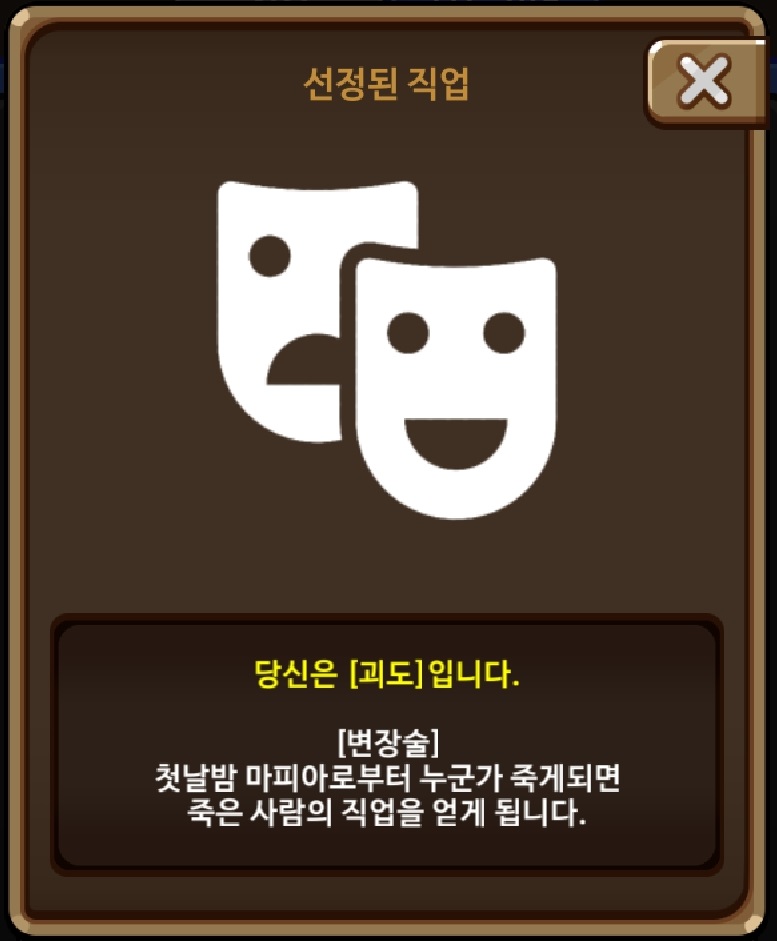 선정된 직업
당신은 [괴도]입니다.
[변장술]
첫날밤 마피아로부터 누군가 죽게되면
죽은 사람의 직업을 얻게 됩니다.